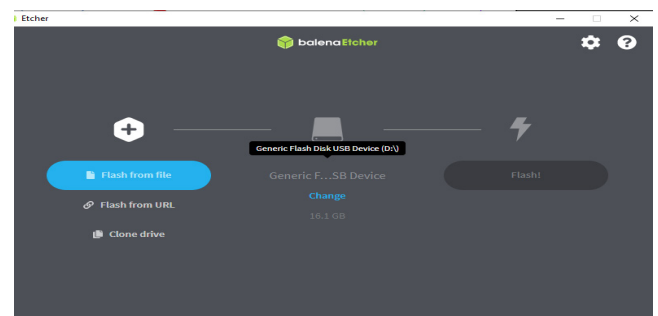 Etcher
balenaEtcher
Generic Flash Disk USB Device (D:\)
Flash from file
Generic F...SB Device
Flash!
Change
Flash from URL
16.1 GB
Clone drive